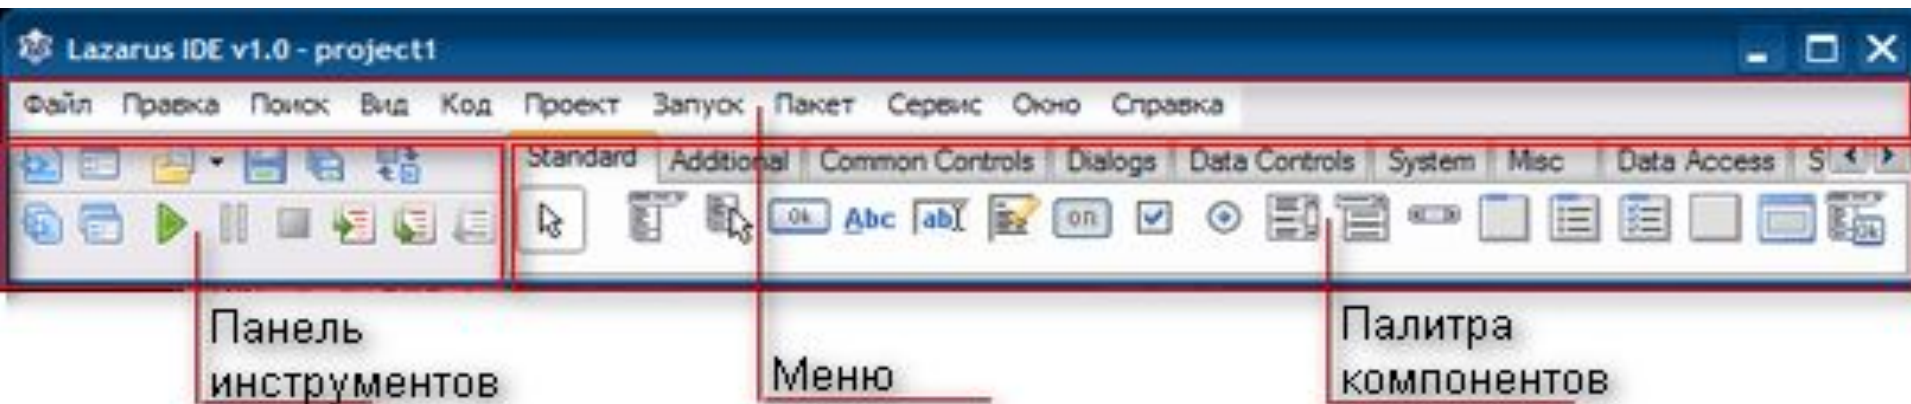 Lazarus IDE v1.0 - project1
Файл Правка Поиск Вид Код Проект Запуск Пакет Сервис Окно Справка
Standard Additional Common Controls Dialogs Data Controls System Misc Data Access S
Ok Abc ab on Ok
Панель
инструментов
Меню
Палитра
компонентов